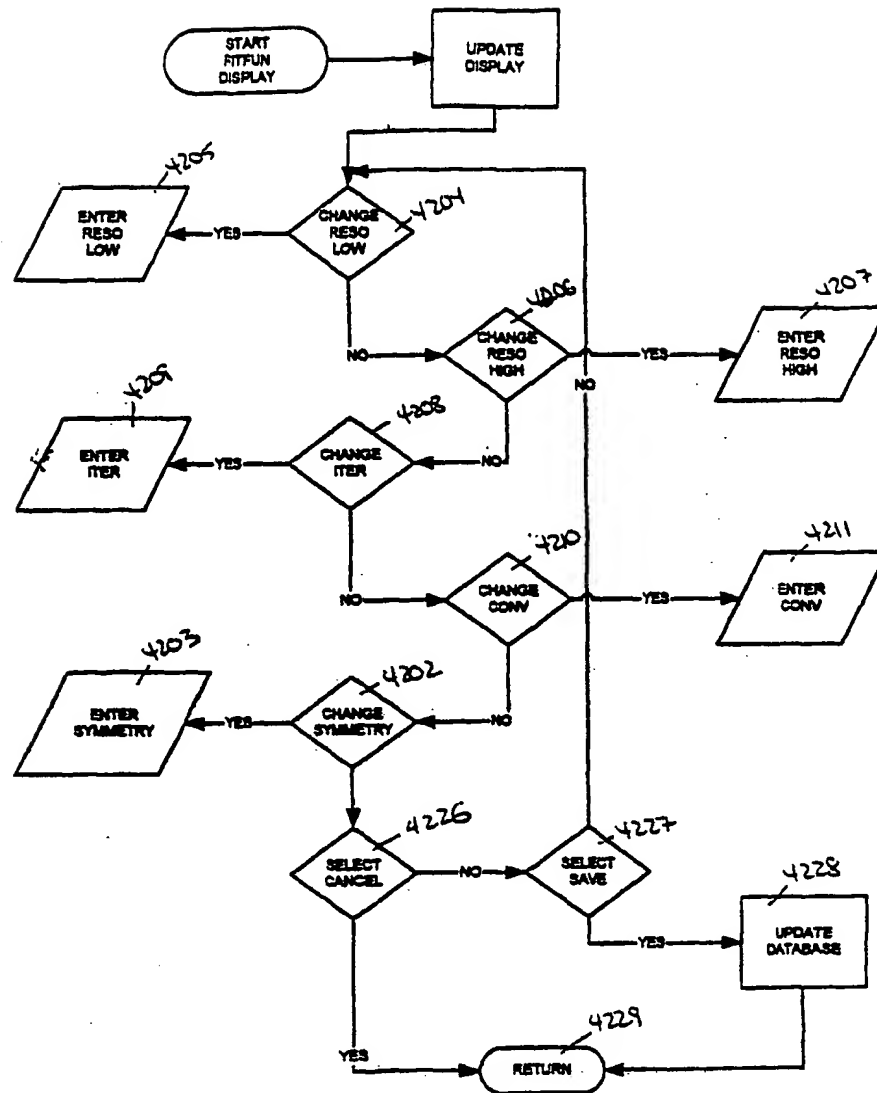 START
FITFUN
DISPLAY
UPDATE
DISPLAY
4205
ENTER
RESO
LOW
YES
CHANGE
RESO
LOW
4204
NO
4206
CHANGE
RESO
HIGH
YES
NO
4207
ENTER
RESO
HIGH
4209
ENTER
ITER
YES
CHANGE
ITER
4208
NO
NO
4210
CHANGE
CONV
YES
4211
ENTER
CONV
4203
ENTER
SYMMETRY
YES
CHANGE
SYMMETRY
4202
NO
4226
SELECT
CANCEL
NO
4227
SELECT
SAVE
4228
UPDATE
DATABASE
YES
YES
4229
RETURN